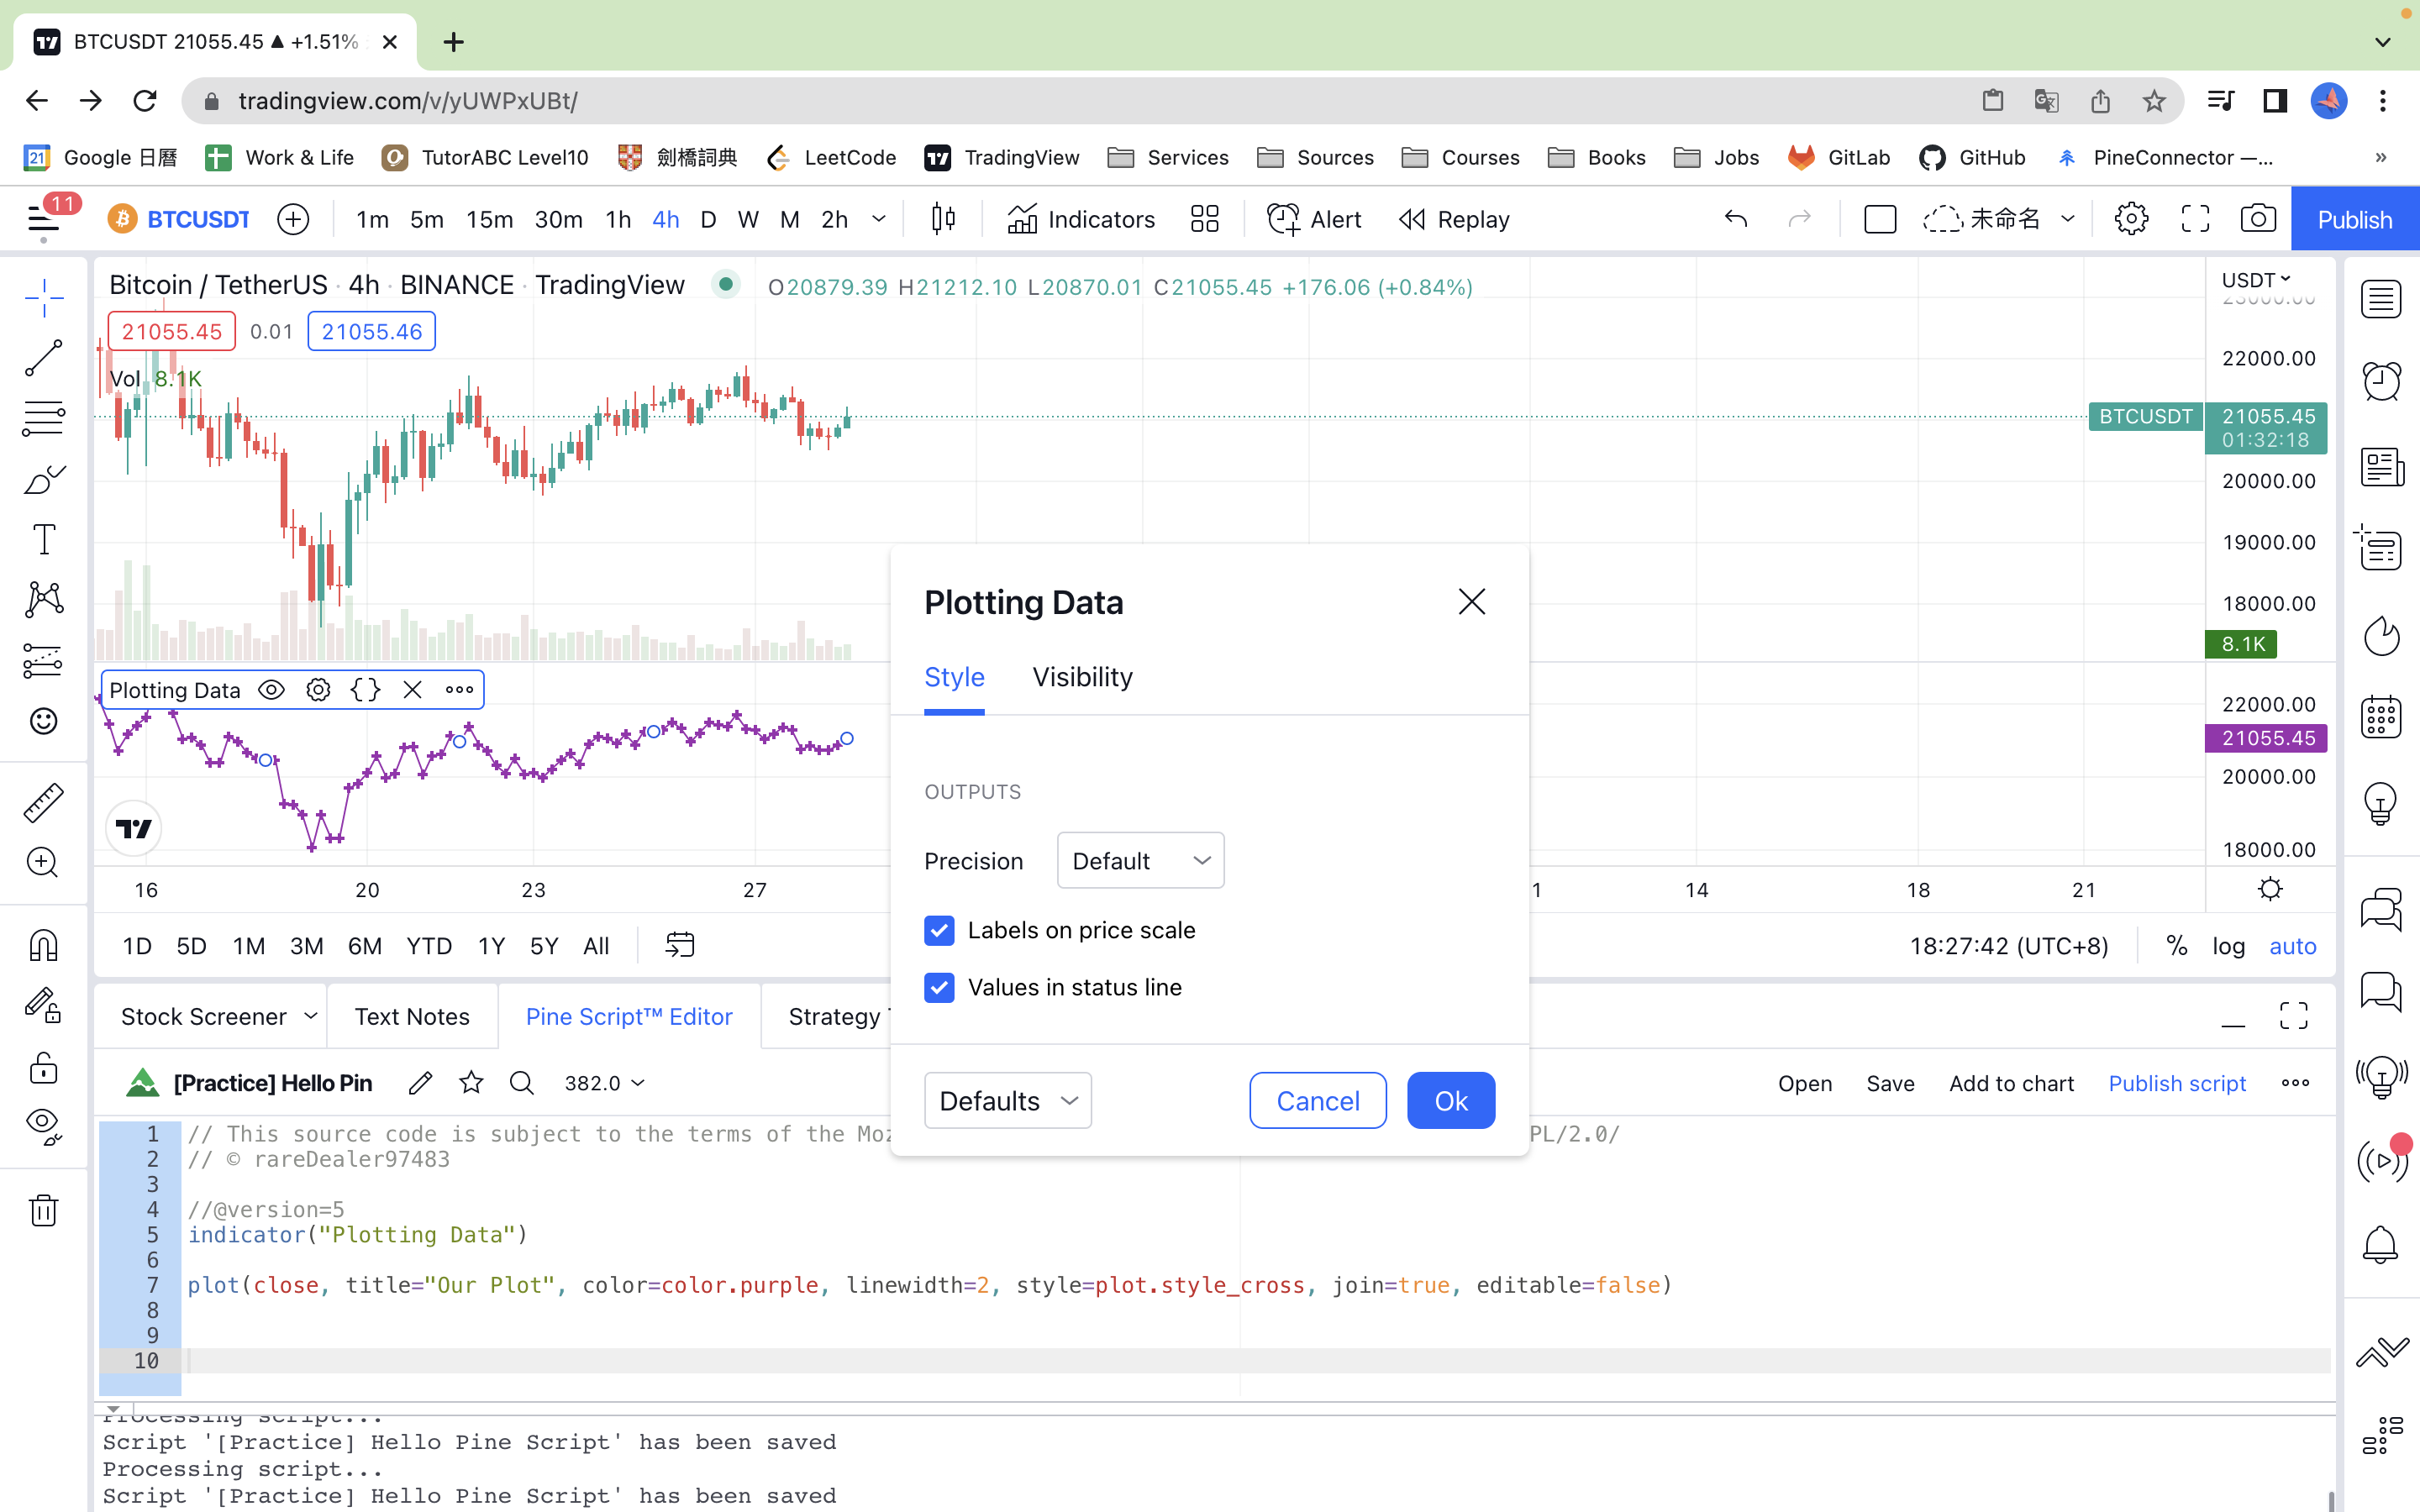 BTCUSDT 21055.45 ▲ +1.51%
tradingview.com/v/yUWPxUBt/
21 Google 日曆 Work & Life TutorABC Level10 劍橋詞典 LeetCode TradingView Services Sources Courses Books Jobs GitLab GitHub PineConnector —... »
11 BTCUSDT 1m 5m 15m 30m 1h 4h D W M 2h Indicators Alert Replay 未命名 Publish
Bitcoin / TetherUS · 4h · BINANCE · TradingView O20879.39 H21212.10 L20870.01 C21055.45 +176.06 (+0.84%)
USDT
23000.00
21055.45 0.01 21055.46
22000.00
Vol 8.1K
BTCUSDT 21055.45
01:32:18
20000.00
19000.00
18000.00
8.1K
Plotting Data
22000.00
21055.45
20000.00
18000.00
16 20 23 27 1 14 18 21
1D 5D 1M 3M 6M YTD 1Y 5Y All 18:27:42 (UTC+8) % log auto
Plotting Data
Style Visibility
OUTPUTS
Precision Default
Labels on price scale
Values in status line
Defaults Cancel Ok
Stock Screener Text Notes Pine Script™ Editor Strategy
[Practice] Hello Pin 382.0 Open Save Add to chart Publish script
1 // This source code is subject to the terms of the Moz PL/2.0/
2 // © rareDealer97483
3
4 //@version=5
5 indicator("Plotting Data")
6
7 plot(close, title="Our Plot", color=color.purple, linewidth=2, style=plot.style_cross, join=true, editable=false)
8
9
10
Processing script...
Script '[Practice] Hello Pine Script' has been saved
Processing script...
Script '[Practice] Hello Pine Script' has been saved